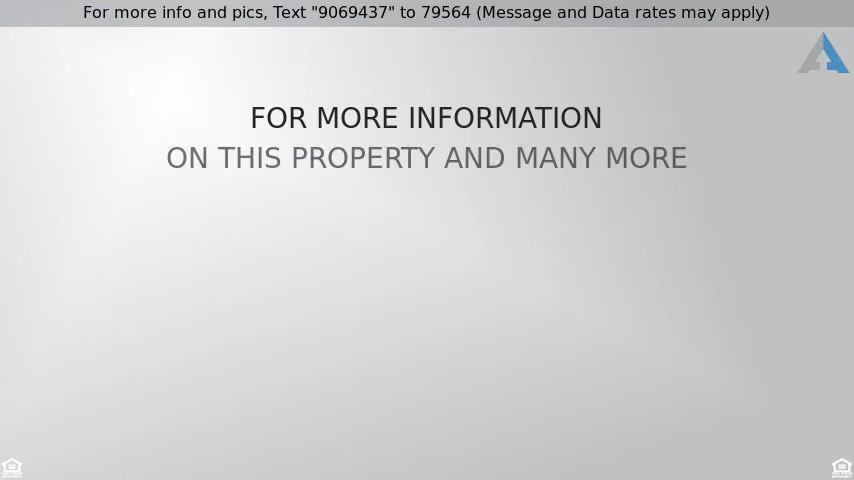 For more info and pics, Text "9069437" to 79564 (Message and Data rates may apply)
FOR MORE INFORMATION
ON THIS PROPERTY AND MANY MORE